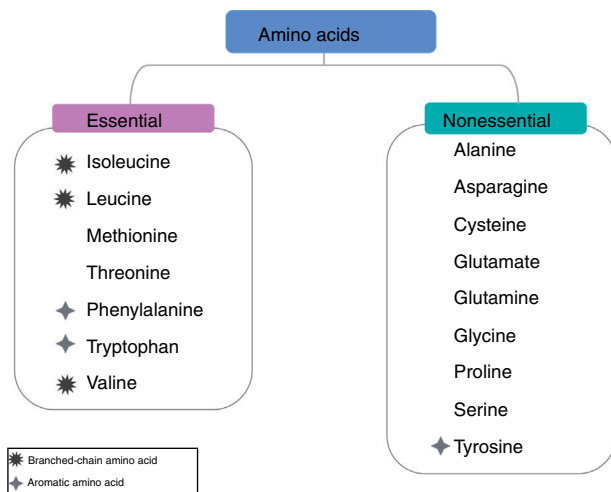 Amino acids
Essential
Isoleucine
Leucine
Methionine
Threonine
Phenylalanine
Tryptophan
Valine
Nonessential
Alanine
Asparagine
Cysteine
Glutamate
Glutamine
Glycine
Proline
Serine
Tyrosine
Branched-chain amino acid
Aromatic amino acid